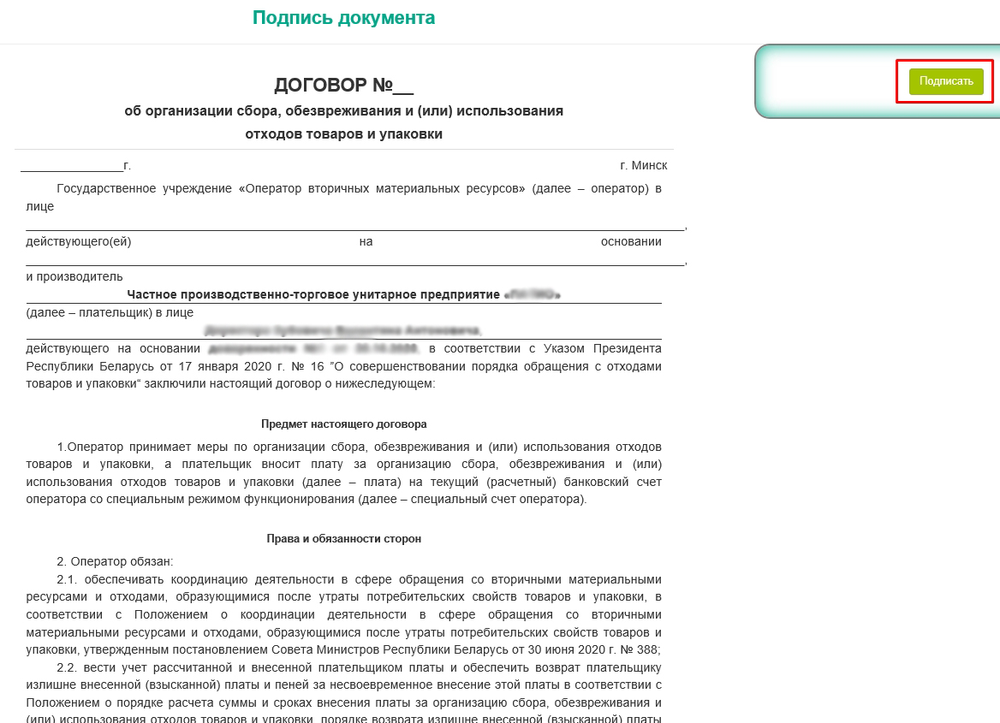 Подпись документа
Подписать
ДОГОВОР №__
об организации сбора, обезвреживания и (или) использования
отходов товаров и упаковки
_______________г. г. Минск
Государственное учреждение «Оператор вторичных материальных ресурсов» (далее – оператор) в
лице
,
действующего(ей) на основании
,
и производитель
Частное производственно-торговое унитарное предприятие «
(далее – плательщик) в лице
действующего на основании в соответствии с Указом Президента
Республики Беларусь от 17 января 2020 г. № 16 ”О совершенствовании порядка обращения с отходами
товаров и упаковки“ заключили настоящий договор о нижеследующем:
Предмет настоящего договора
1.Оператор принимает меры по организации сбора, обезвреживания и (или) использования отходов
товаров и упаковки, а плательщик вносит плату за организацию сбора, обезвреживания и (или)
использования отходов товаров и упаковки (далее – плата) на текущий (расчетный) банковский счет
оператора со специальным режимом функционирования (далее – специальный счет оператора).
Права и обязанности сторон
2. Оператор обязан:
2.1. обеспечивать координацию деятельности в сфере обращения со вторичными материальными
ресурсами и отходами, образующимися после утраты потребительских свойств товаров и упаковки, в
соответствии с Положением о координации деятельности в сфере обращения со вторичными
материальными ресурсами и отходами, образующимися после утраты потребительских свойств товаров и
упаковки, утвержденным постановлением Совета Министров Республики Беларусь от 30 июня 2020 г. № 388;
2.2. вести учет рассчитанной и внесенной плательщиком платы и обеспечить возврат плательщику
излишне внесенной (взысканной) платы и пеней за несвоевременное внесение этой платы в соответствии с
Положением о порядке расчета суммы и сроках внесения платы за организацию сбора, обезвреживания и
(или) использования отходов товаров и упаковки, порядке возврата излишне внесенной (взысканной) платы